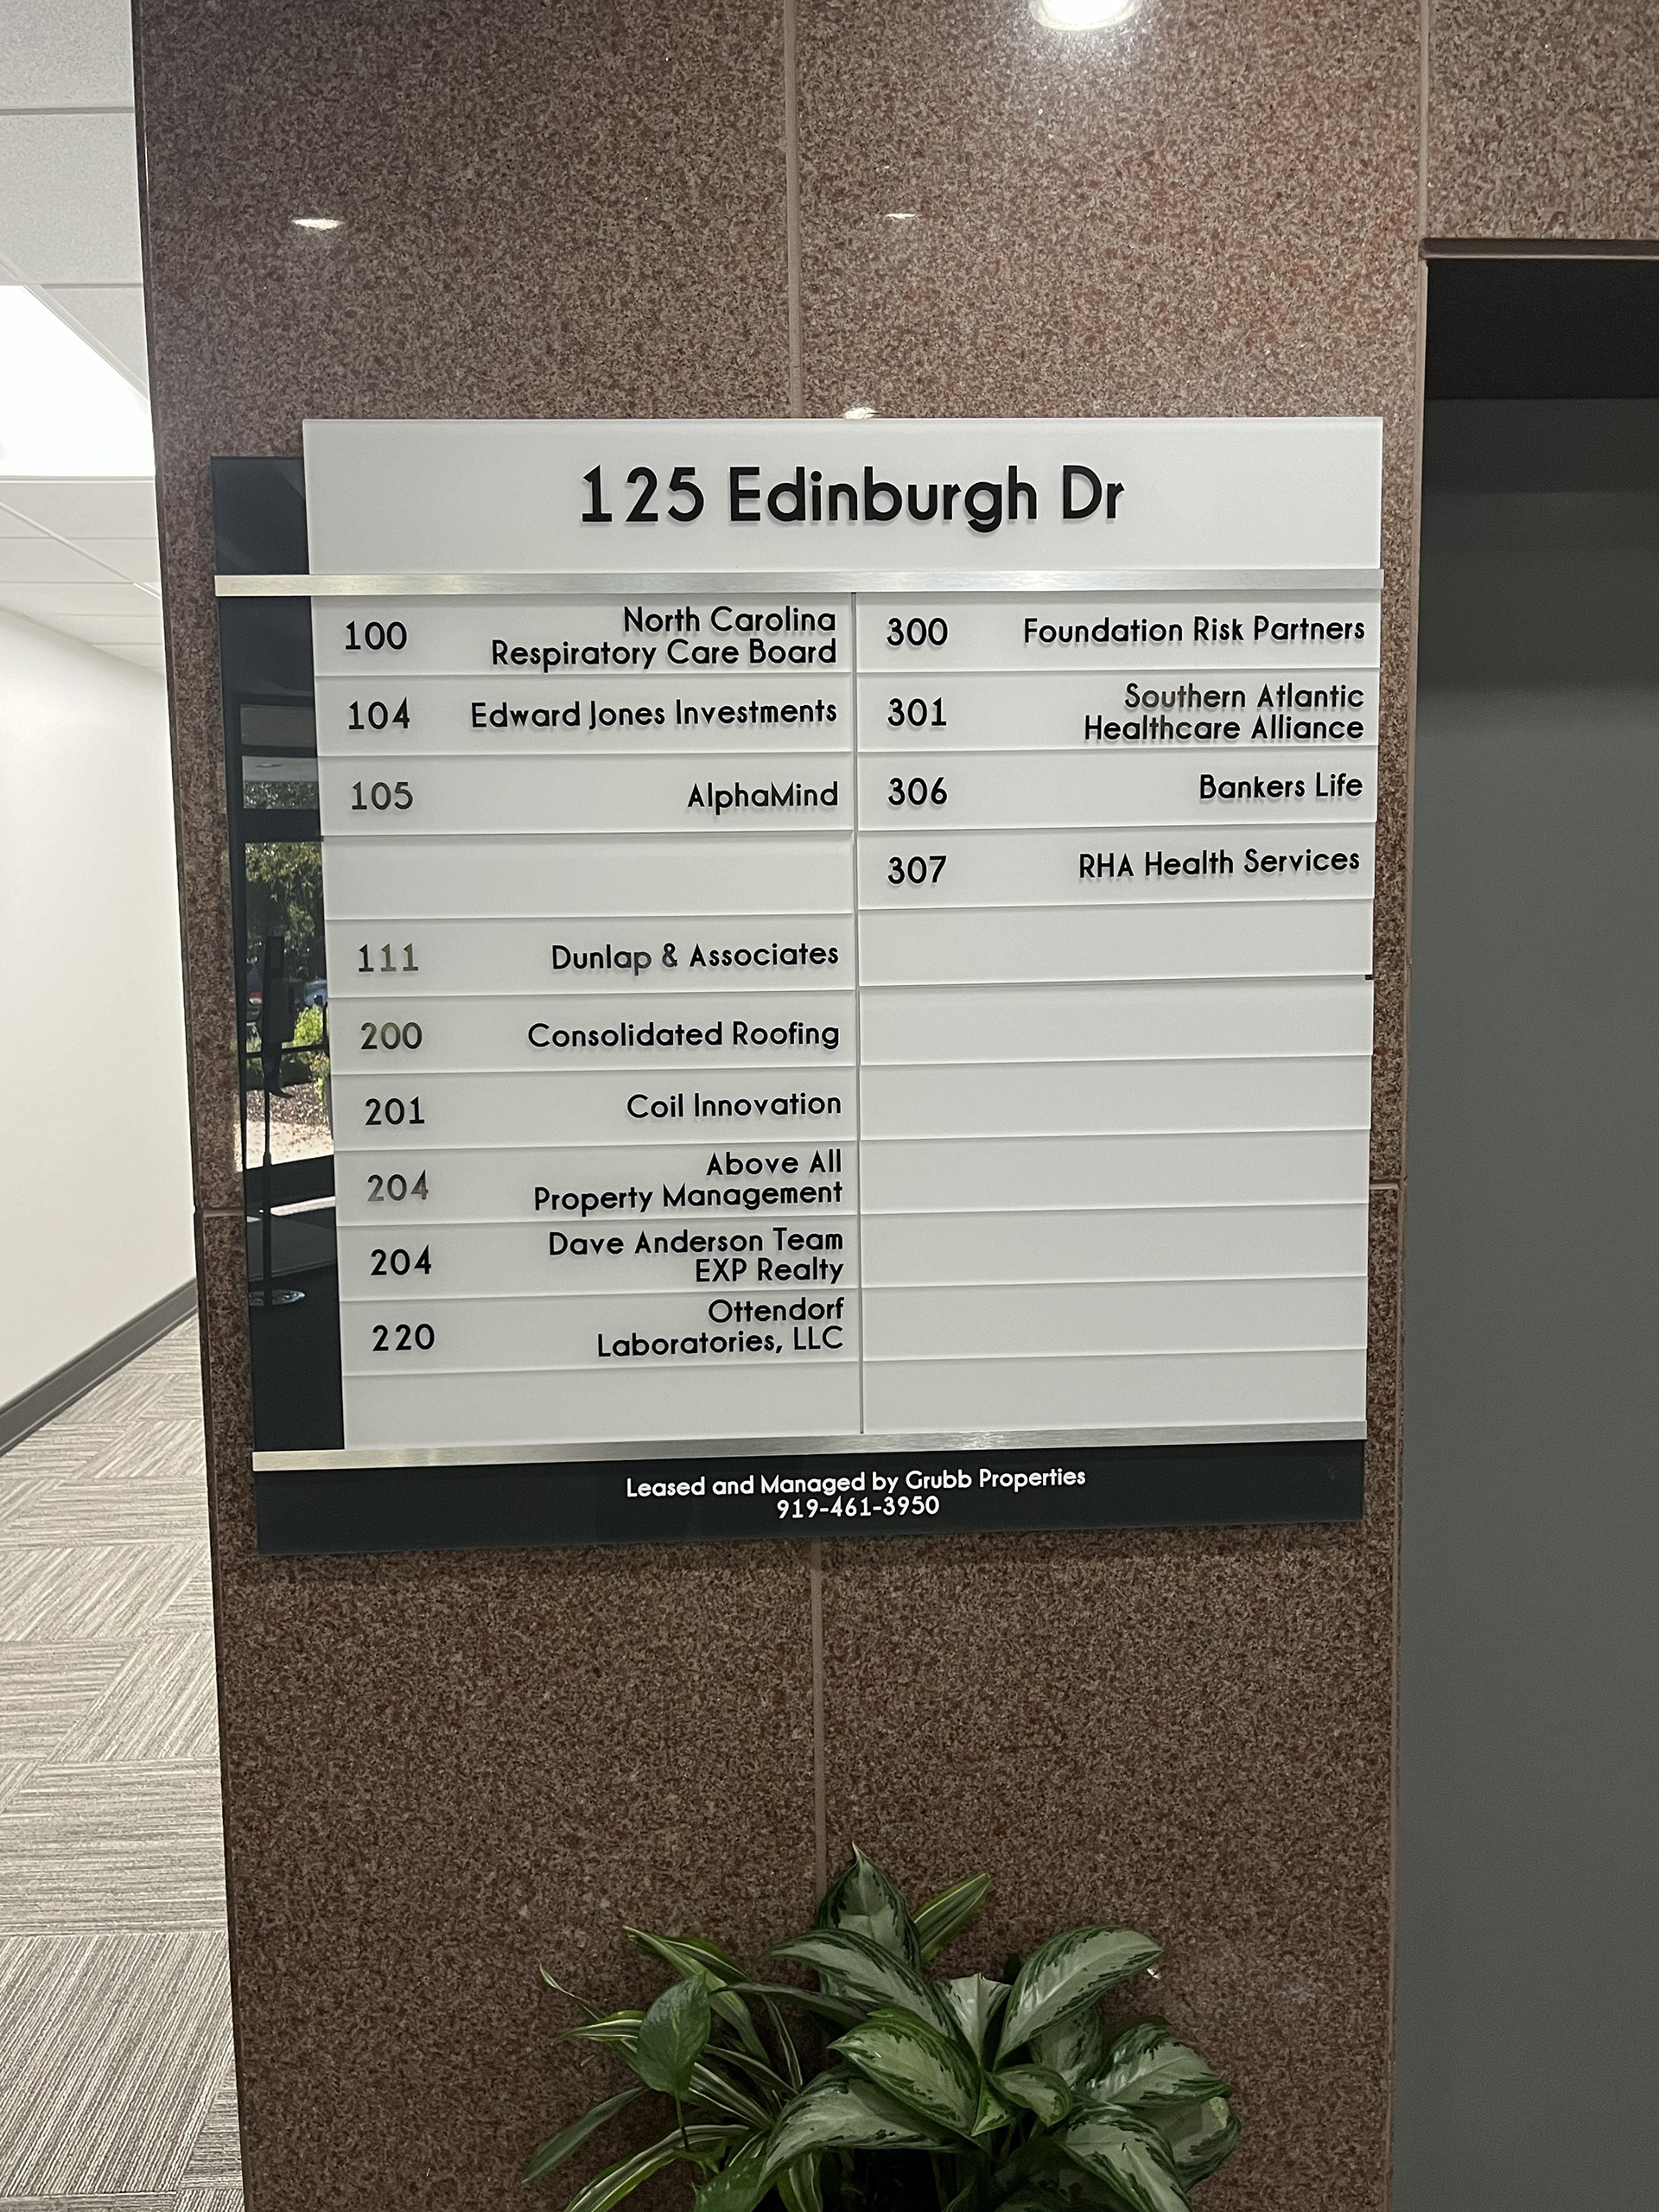 125 Edinburgh Dr
100 North Carolina
Respiratory Care Board
104 Edward Jones Investments
105 AlphaMind
111 Dunlap & Associates
200 Consolidated Roofing
201 Coil Innovation
204 Above All
Property Management
204 Dave Anderson Team
EXP Realty
220 Ottendorf
Laboratories, LLC
300 Foundation Risk Partners
301 Southern Atlantic
Healthcare Alliance
306 Bankers Life
307 RHA Health Services
Leased and Managed by Grubb Properties
919-461-3950